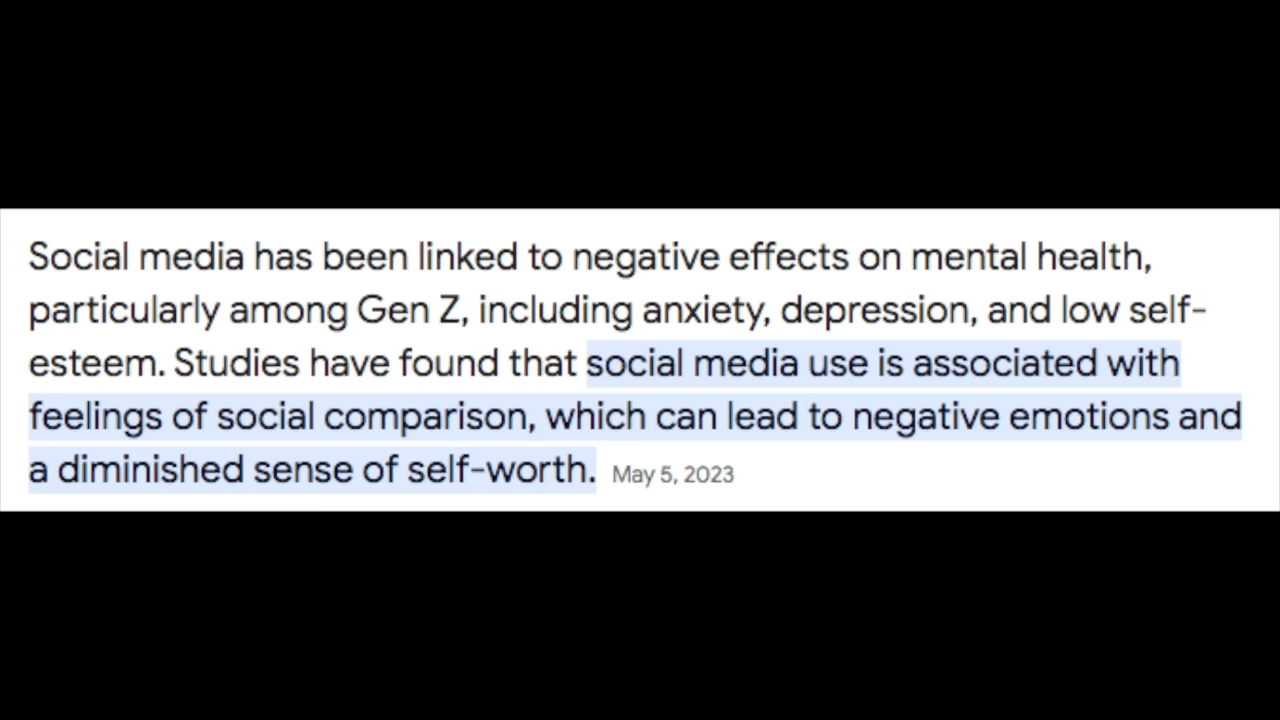 Social media has been linked to negative effects on mental health,
particularly among Gen Z, including anxiety, depression, and low self-
esteem. Studies have found that social media use is associated with
feelings of social comparison, which can lead to negative emotions and
a diminished sense of self-worth. May 5, 2023